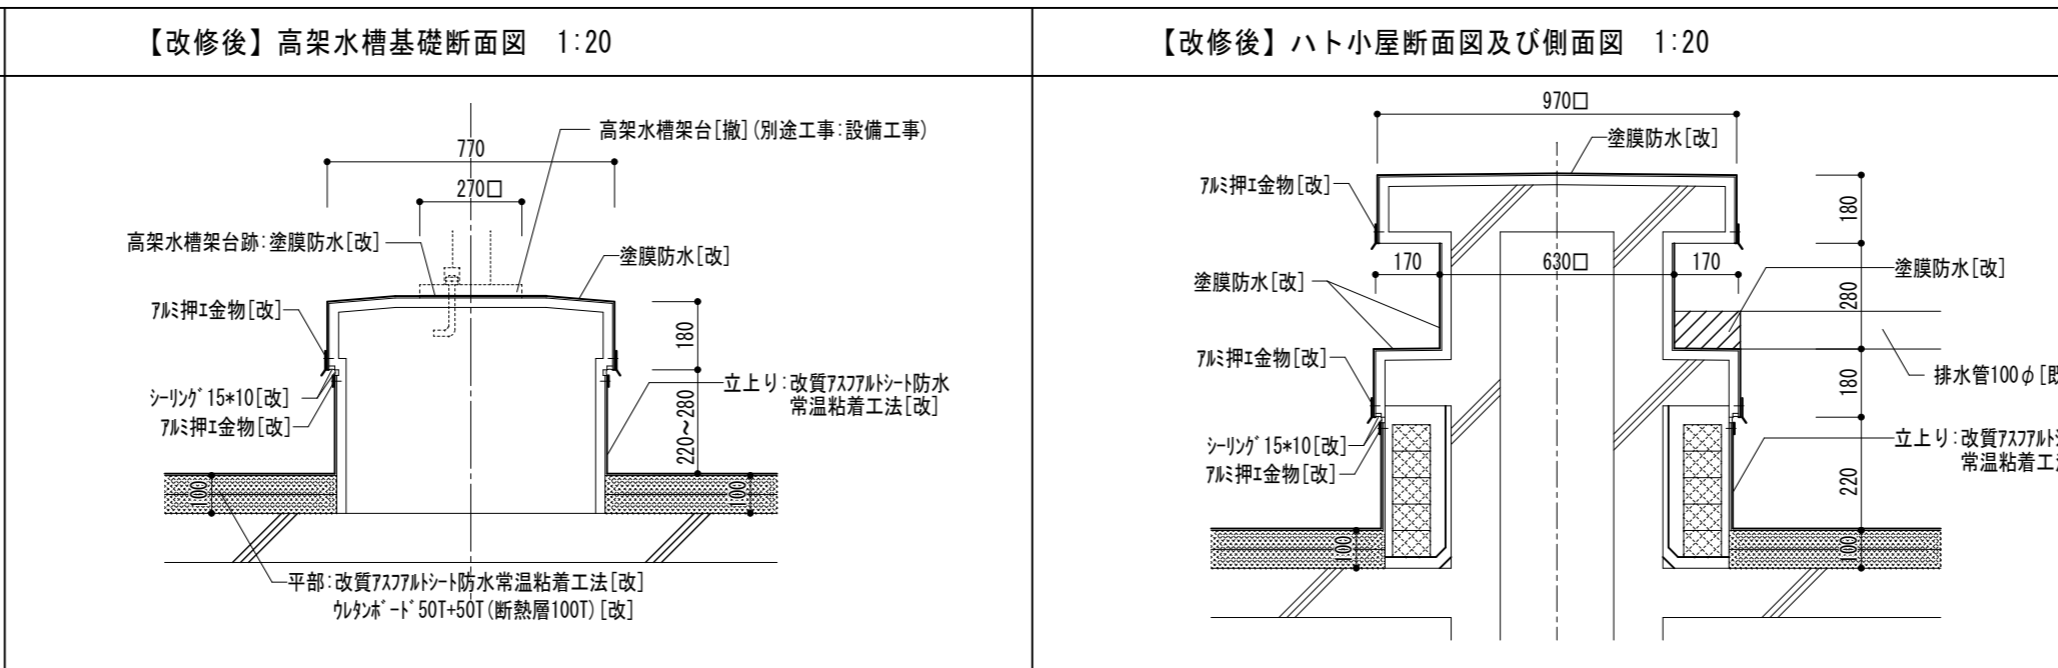 【改修後】高架水槽基礎断面図 1:20
770
270□
高架水槽架台[撤](別途工事:設備工事)
高架水槽架台跡:塗膜防水[改]
塗膜防水[改]
アルミ押エ金物[改]
180
シーリング15*10[改]
アルミ押エ金物[改]
立上り:改質アスファルトシート防水
常温粘着工法[改]
220~280
100
100
平部:改質アスファルトシート防水常温粘着工法[改]
ウレタンボード50T+50T(断熱層100T)[改]
【改修後】ハト小屋断面図及び側面図 1:20
970□
塗膜防水[改]
アルミ押エ金物[改]
180
170
630□
170
塗膜防水[改]
塗膜防水[改]
280
アルミ押エ金物[改]
180
排水管100φ[既
シーリング15*10[改]
アルミ押エ金物[改]
立上り:改質アスファルト
常温粘着工
220
100
100